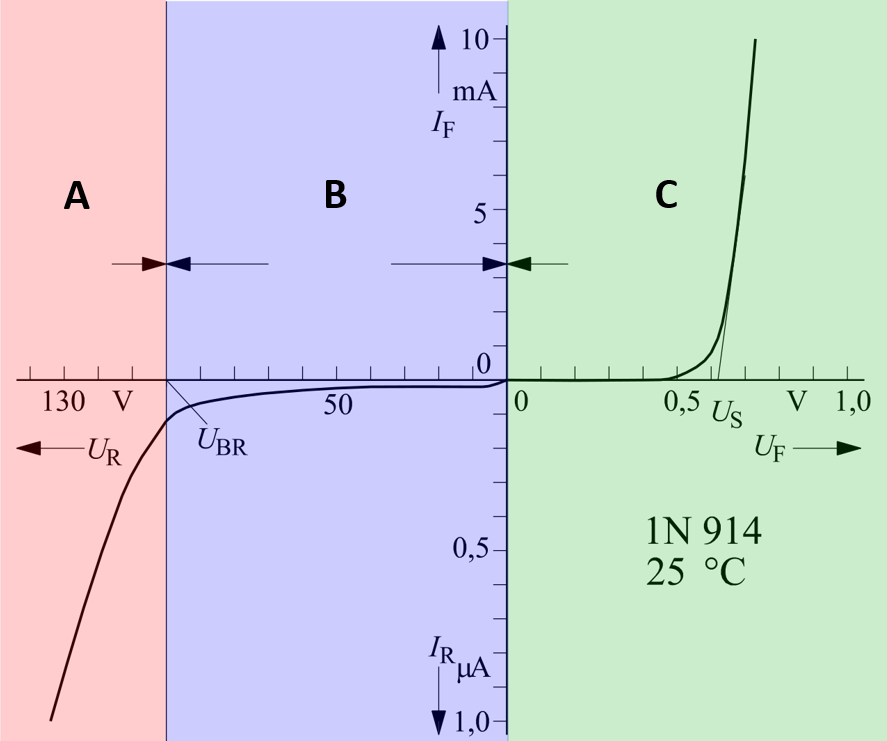 10
mA
I_F
A
B
C
5
0
130 V
50
0
0,5
U_S
V
1,0
U_R
U_BR
U_F
1N 914
25 °C
0,5
I_R
µA
1,0